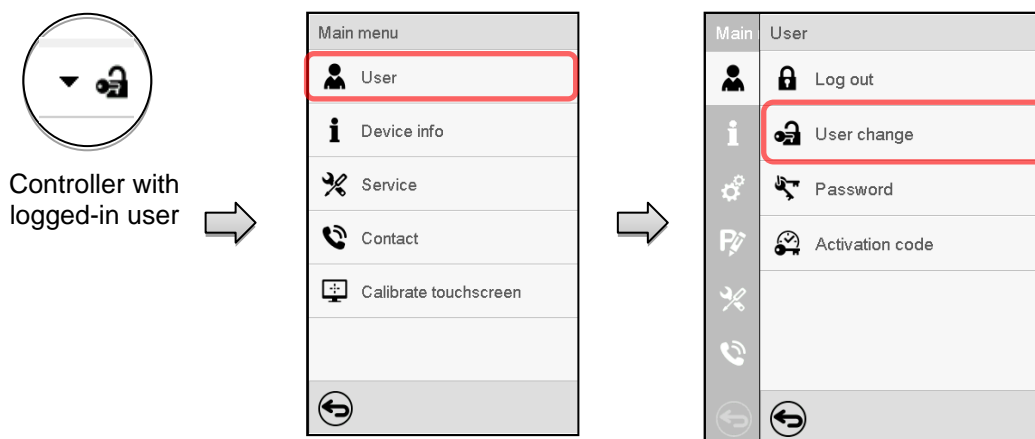 Controller with
logged-in user
Main menu
User
Device info
Service
Contact
Calibrate touchscreen
Main
User
Log out
User change
Password
Activation code